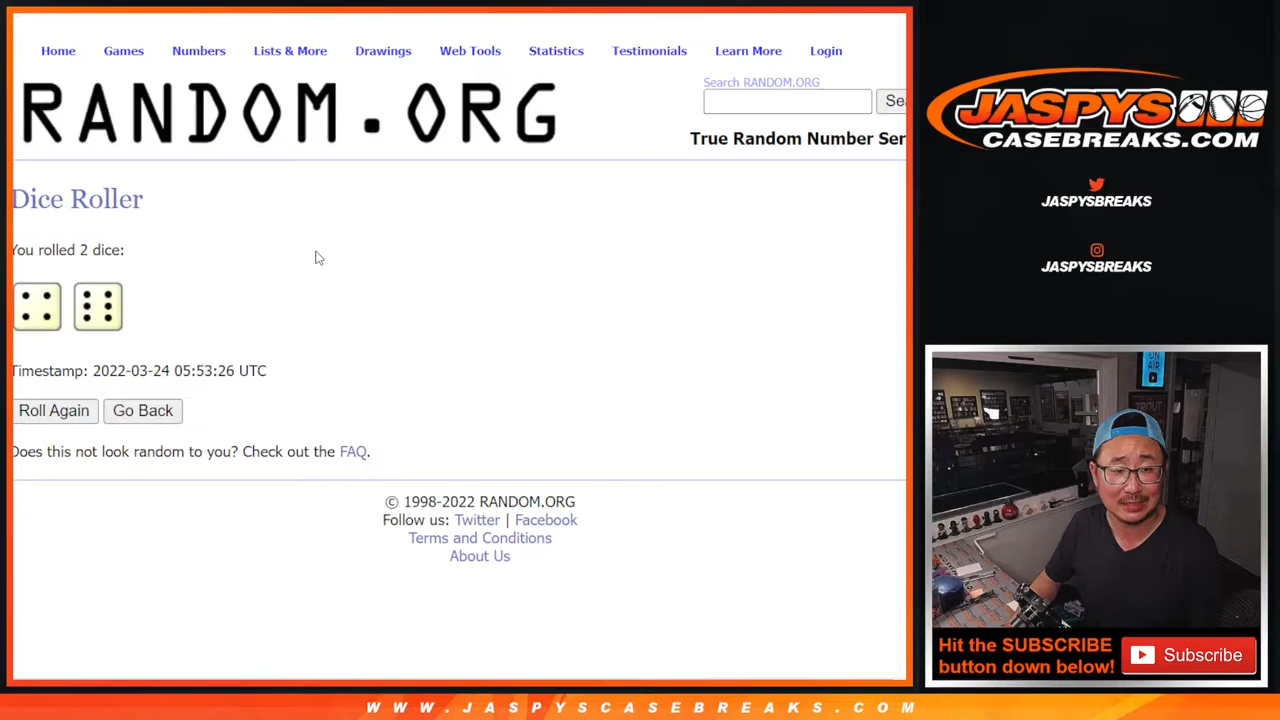 Home Games Numbers Lists & More Drawings Web Tools Statistics Testimonials Learn More Login
RANDOM.ORG
Search RANDOM.ORG
Sea
True Random Number Ser
Dice Roller
You rolled 2 dice:
Timestamp: 2022-03-24 05:53:26 UTC
Roll Again Go Back
Does this not look random to you? Check out the FAQ.
© 1998-2022 RANDOM.ORG
Follow us: Twitter | Facebook
Terms and Conditions
About Us
JASPYS
CASEBREAKS.COM
JASPYSBREAKS
JASPYSBREAKS
ON
AIR
TROUT
Hit the SUBSCRIBE
button down below!
Subscribe
WWW.JASPYSCASEBREAKS.COM